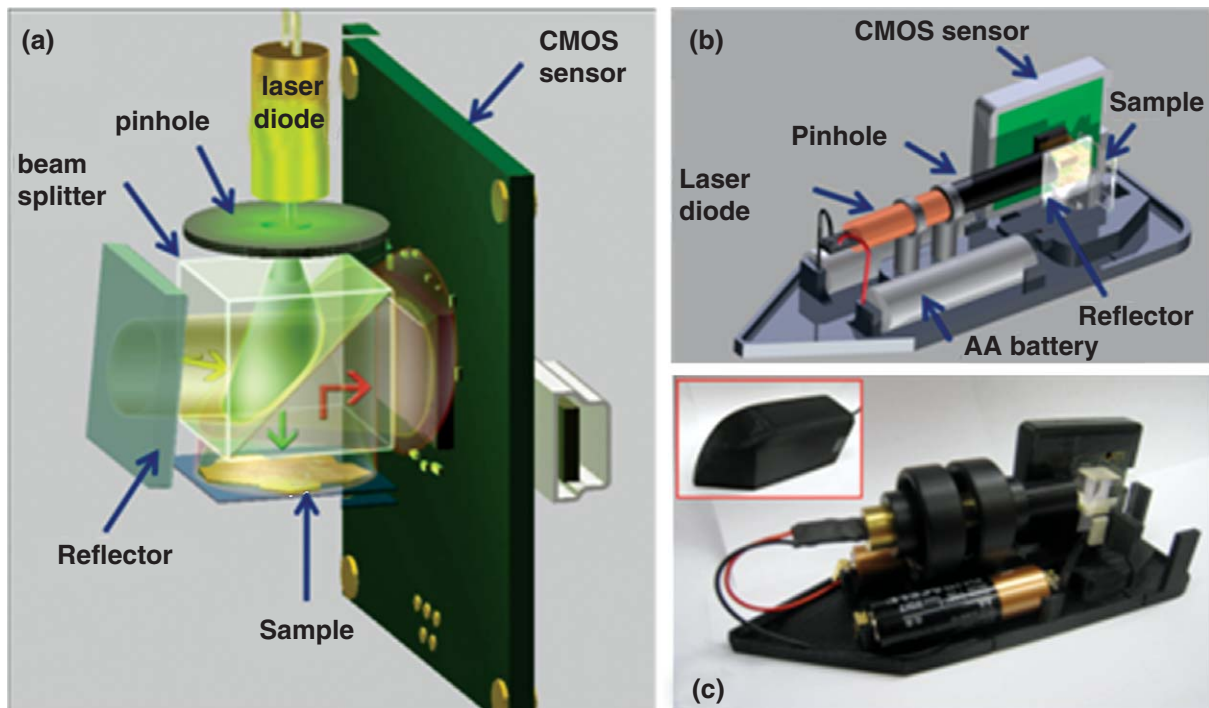 (a)
CMOS
sensor
laser
diode
pinhole
beam
splitter
Reflector
Sample
(b)
CMOS sensor
Sample
Pinhole
Laser
diode
Reflector
AA battery
(c)